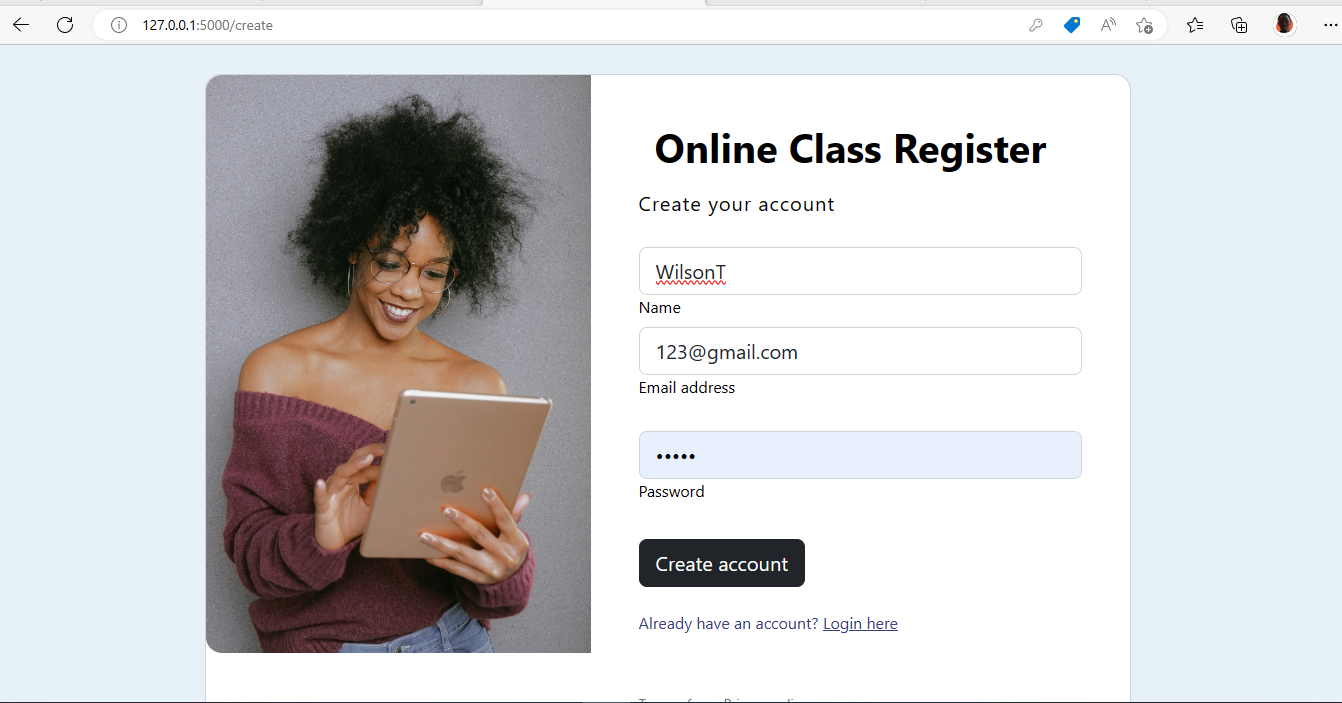 127.0.0.1:5000/create
Online Class Register
Create your account
WilsonT
Name
123@gmail.com
Email address
•••••
Password
Create account
Already have an account? Login here